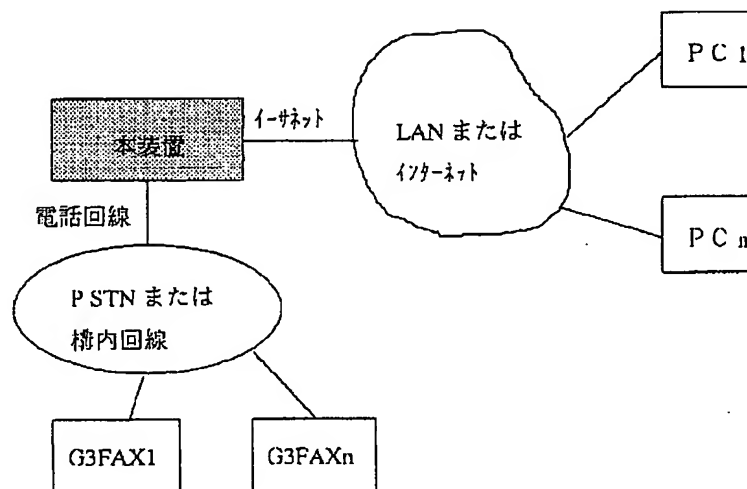 PC 1
イーサネット
LAN または
インターネット
本装置
電話回線
PC n
PSTN または
構内回線
G3FAX1
G3FAXn